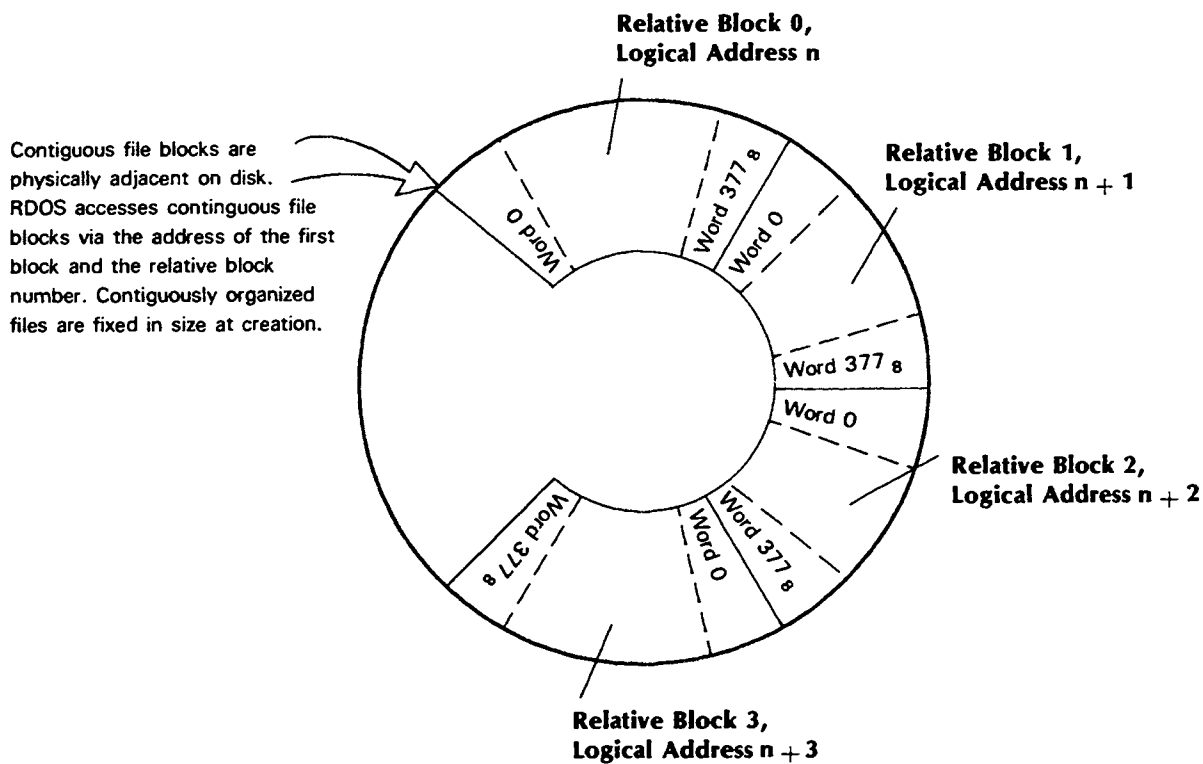 Relative Block 0,
Logical Address n
Contiguous file blocks are
physically adjacent on disk.
RDOS accesses continguous file
blocks via the address of the first
block and the relative block
number. Contiguously organized
files are fixed in size at creation.
Word 0
Word 377 8
Relative Block 1,
Logical Address n + 1
Word 0
Word 377 8
Relative Block 2,
Logical Address n + 2
Word 0
Word 377 8
Relative Block 3,
Logical Address n + 3
Word 0
Word 377 8